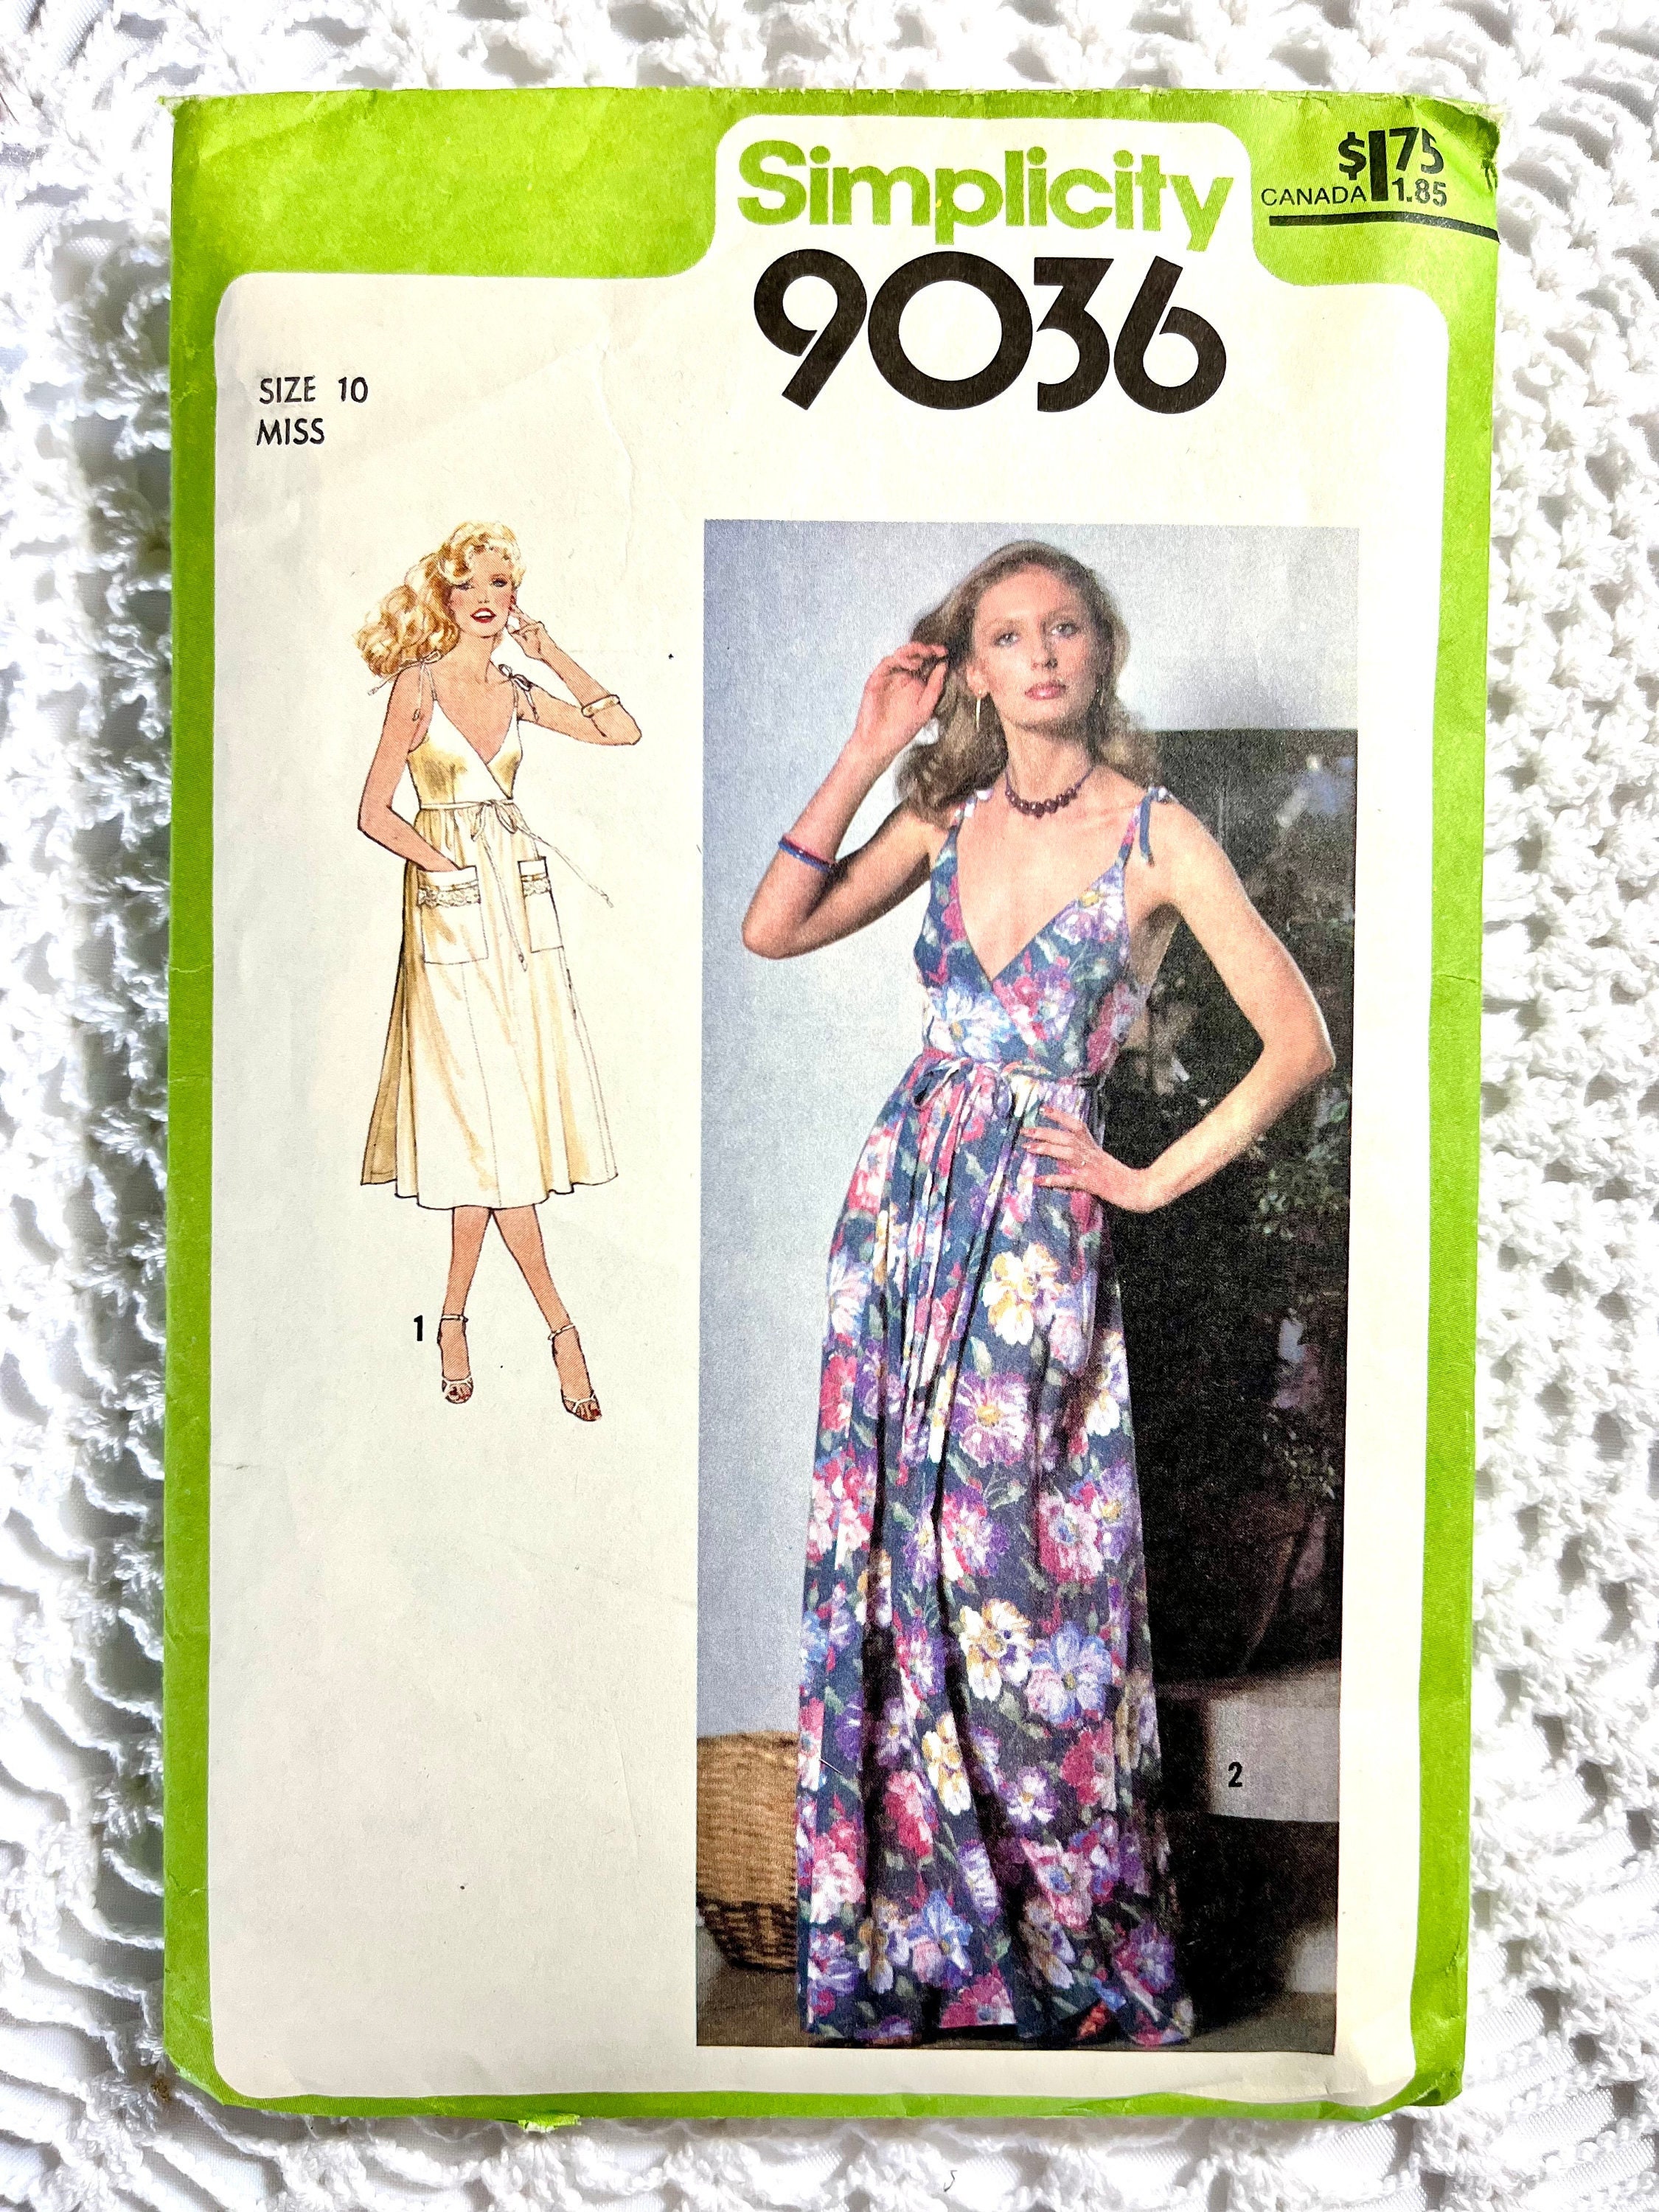 Simplicity
$1.75
CANADA 1.85
9036
SIZE 10
MISS
1
2